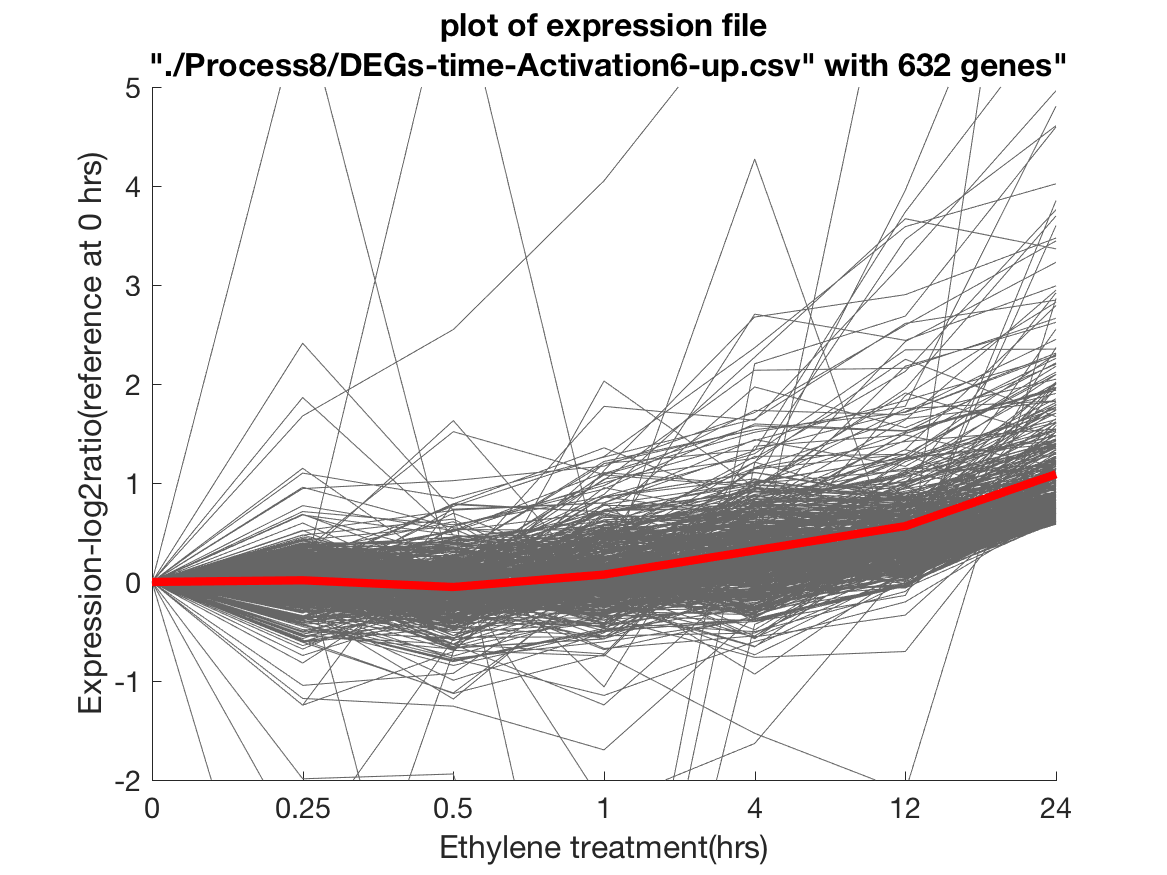 plot of expression file
"./Process8/DEGs-time-Activation6-up.csv" with 632 genes"
Expression-log2ratio(reference at 0 hrs)
5
4
3
2
1
0
-1
-2
0 0.25 0.5 1 4 12 24
Ethylene treatment(hrs)